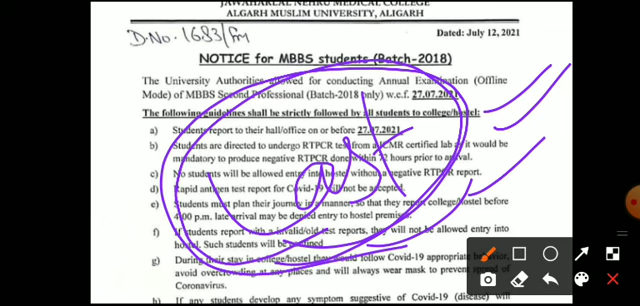 JAWAHARLAL NEHRU MEDICAL COLLEGE
ALGARH MUSLIM UNIVERSITY, ALIGARH
D.No. 1683/FM
Dated: July 12, 2021
NOTICE for MBBS students (Batch-2018)
The University Authorities allowed for conducting Annual Examination (Offline
Mode) of MBBS Second Professional (Batch-2018 only) w.e.f. 27.07.2021
The following guidelines shall be strictly followed by all students to college/hostel:
a) Students report to their hall/office on or before 27.07.2021
b) Students are directed to undergo RTPCR test from a ICMR certified lab as it would be
mandatory to produce negative RTPCR done within 72 hours prior to arrival.
c) No students will be allowed entry into hostel without a negative RTPCR report.
d) Rapid antigen test report for Covid-19 will not be accepted.
e) Students must plan their journey in a manner, so that they report college/Hostel before
4:00 p.m. late arrival may be denied entry to hostel premises.
f) If students report with a invalid/old test reports, they will not be allowed entry into
hostel. Such students will be
g) During their stay in college/hostel they would follow Covid-19 appropriate behavior,
avoid overcrowding at any places and will always wear mask to prevent spread of
Coronavirus.
h) If any students develop any symptom suggestive of Covid-19 (disease) will